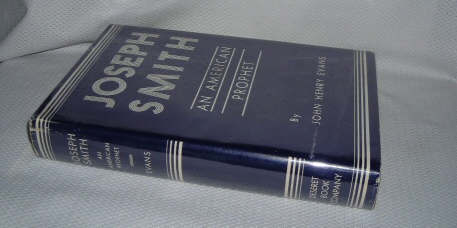 JOSEPH
SMITH
AN AMERICAN
PROPHET
By
JOHN HENRY EVANS
JOSEPH
SMITH
AN
AMERICAN
PROPHET
EVANS
DESERET
BOOK
COMPANY